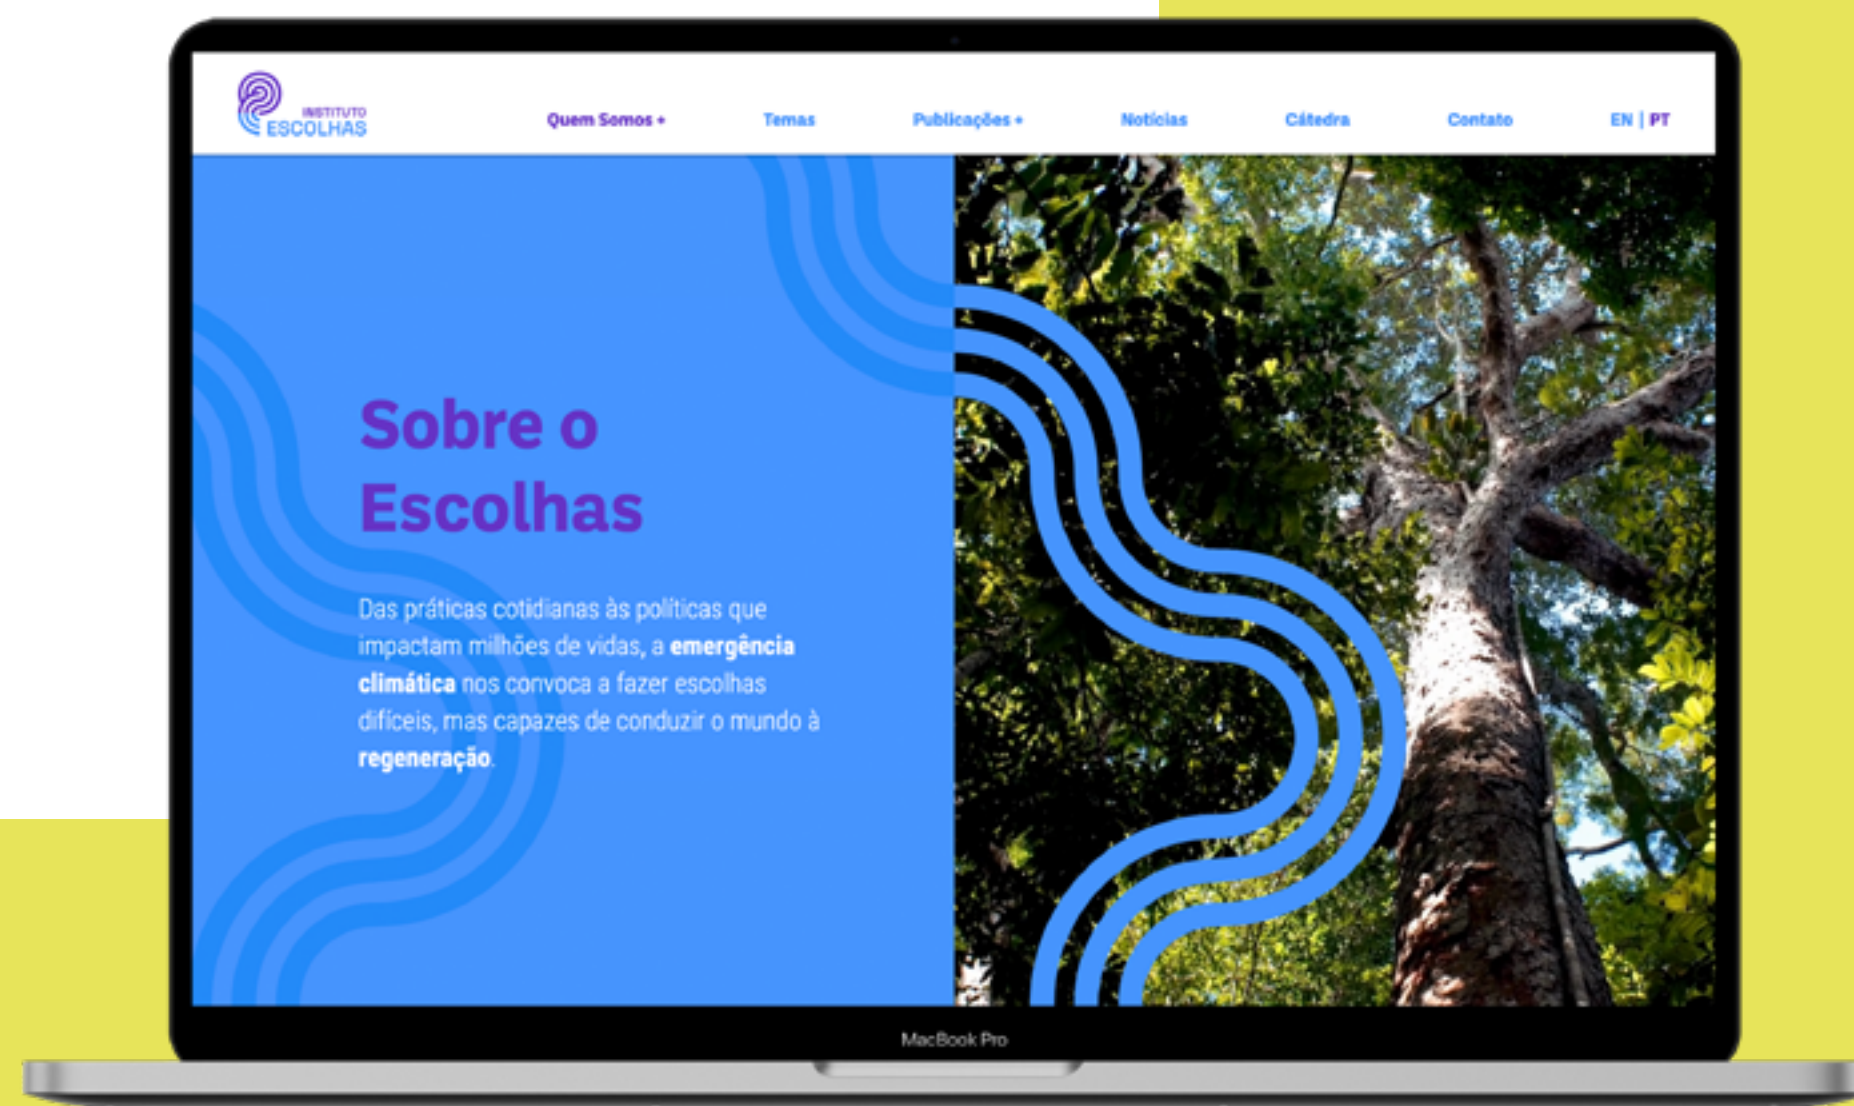 INSTITUTO
ESCOLHAS
Quem Somos + Temas Publicações + Notícias Cátedra Contato EN | PT
Sobre o
Escolhas
Das práticas cotidianas às políticas que
impactam milhões de vidas, a emergência
climática nos convoca a fazer escolhas
difíceis, mas capazes de conduzir o mundo à
regeneração.
MacBook Pro